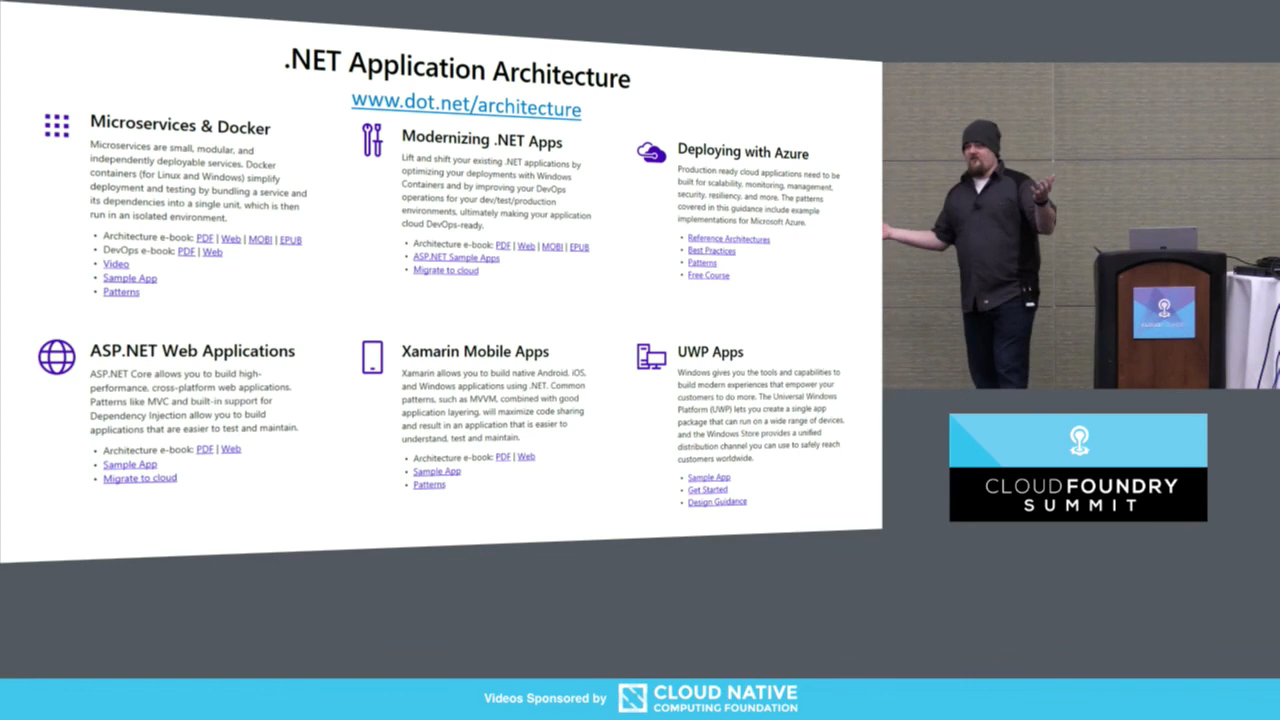 .NET Application Architecture
www.dot.net/architecture
Microservices & Docker
Microservices are small, modular, and
independently deployable services. Docker
containers (for Linux and Windows) simplify
deployment and testing by bundling a service and
its dependencies into a single unit, which is then
run in an isolated environment.
• Architecture e-book: PDF | Web | MOBI | EPUB
• DevOps e-book: PDF | Web
• Video
• Sample App
• Patterns
Modernizing .NET Apps
Lift and shift your existing .NET applications by
optimizing your deployments with Windows
Containers and by improving your DevOps
operations for your dev/test/production
environments, ultimately making your application
cloud DevOps-ready.
• Architecture e-book: PDF | Web | MOBI | EPUB
• ASP.NET Sample Apps
• Migrate to cloud
Deploying with Azure
Production ready cloud applications need to be
built for scalability, monitoring, management,
security, resiliency, and more. The patterns
covered in this guidance include example
implementations for Microsoft Azure.
• Reference Architectures
• Best Practices
• Patterns
• Free Course
ASP.NET Web Applications
ASP.NET Core allows you to build high-
performance, cross-platform web applications.
Patterns like MVC and built-in support for
Dependency Injection allow you to build
applications that are easier to test and maintain.
• Architecture e-book: PDF | Web
• Sample App
• Migrate to cloud
Xamarin Mobile Apps
Xamarin allows you to build native Android, iOS,
and Windows applications using .NET. Common
patterns, such as MVVM, combined with good
application layering, will maximize code sharing
and result in an application that is easier to
understand, test and maintain.
• Architecture e-book: PDF | Web
• Sample App
• Patterns
UWP Apps
Windows gives you the tools and capabilities to
build modern experiences that empower your
customers to do more. The Universal Windows
Platform (UWP) lets you create a single app
package that can run on a wide range of devices,
and the Windows Store provides a unified
distribution channel you can use to safely reach
customers worldwide.
• Sample App
• Get Started
• Design Guidance
CLOUD FOUNDRY
SUMMIT
Videos Sponsored by
CLOUD NATIVE
COMPUTING FOUNDATION